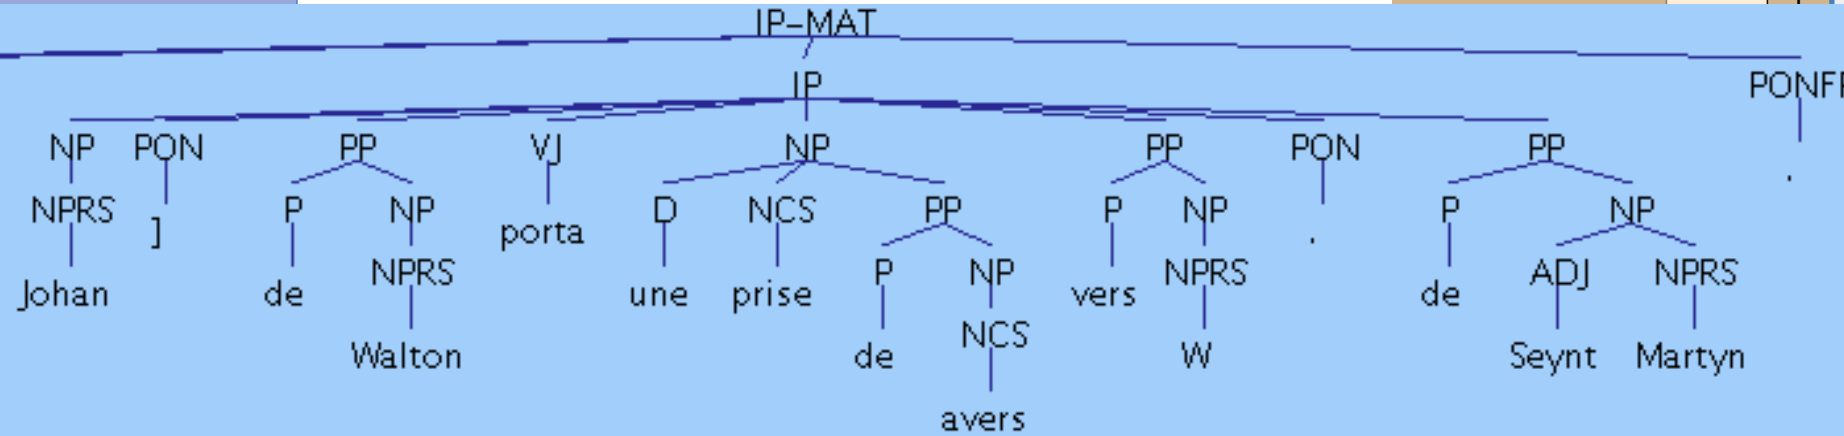 IP-MAT
IP PONFP
NP PON PP VJ NP PP PON PP .
NPRS ] P NP porta D NCS PP P NP . P NP
Johan de NPRS une prise P NP vers NPRS de ADJ NPRS
Walton de NCS W Seynt Martyn
avers